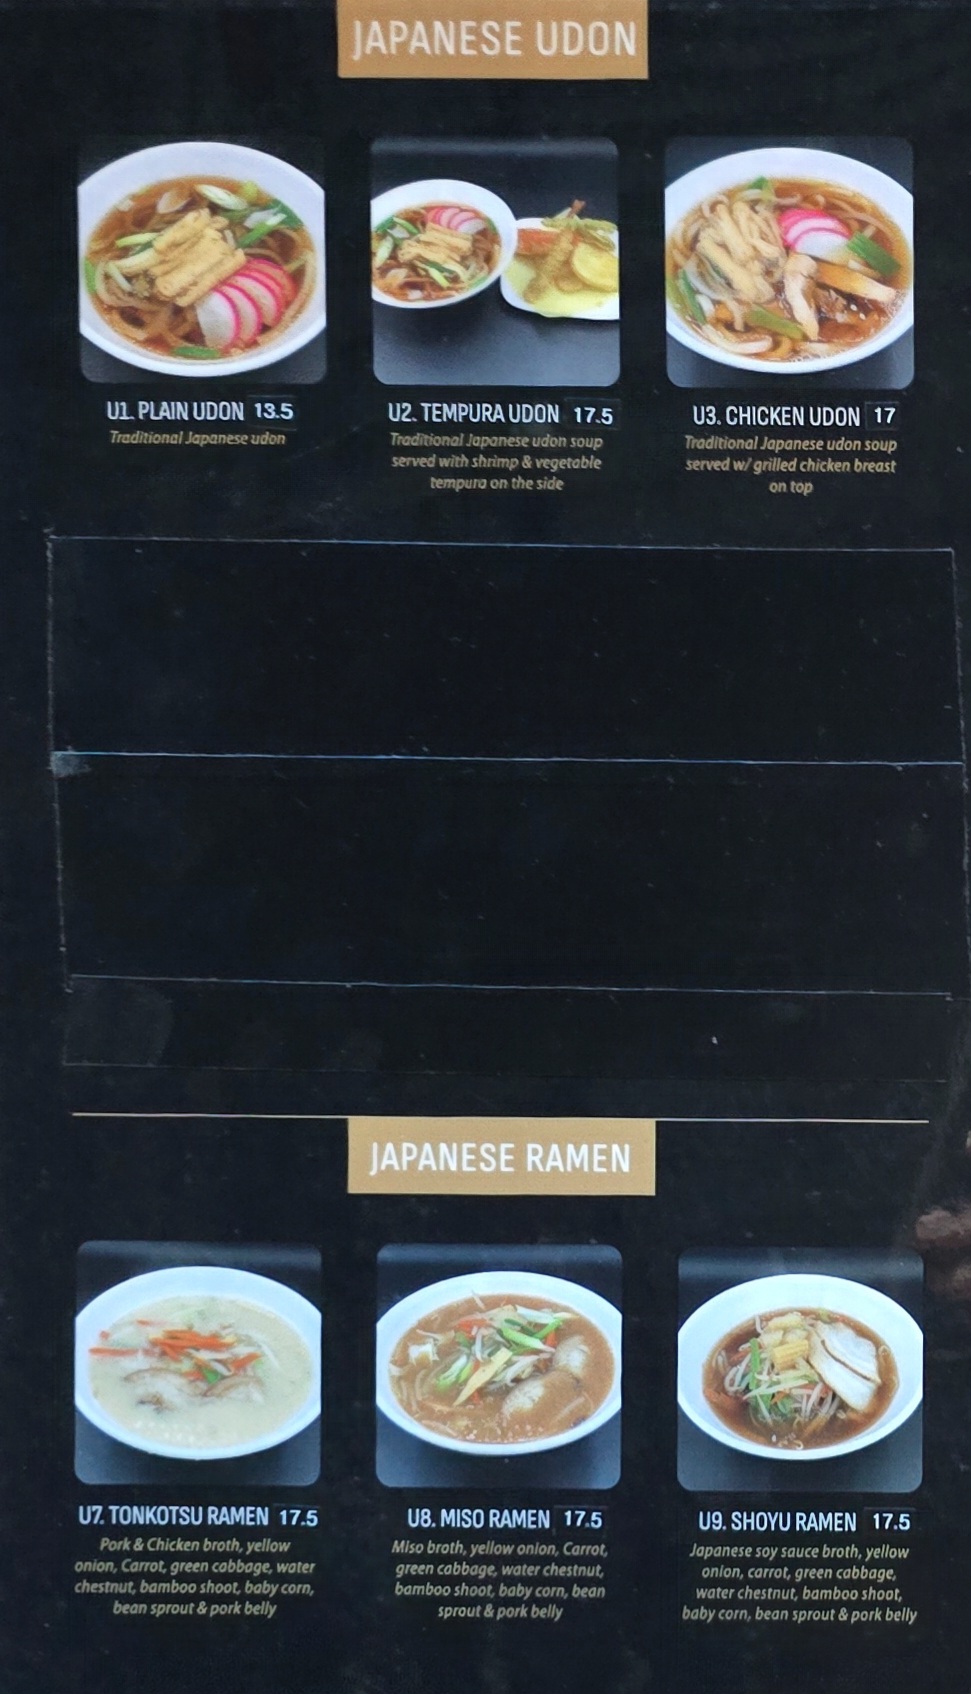 JAPANESE UDON
U1. PLAIN UDON 13.5
Traditional Japanese udon
U2. TEMPURA UDON 17.5
Traditional Japanese udon soup
served with shrimp & vegetable
tempura on the side
U3. CHICKEN UDON 17
Traditional Japanese udon soup
served w/ grilled chicken breast
on top
JAPANESE RAMEN
U7. TONKOTSU RAMEN 17.5
Pork & Chicken broth, yellow
onion, Carrot, green cabbage, water
chestnut, bamboo shoot, baby corn,
bean sprout & pork belly
U8. MISO RAMEN 17.5
Miso broth, yellow onion, Carrot,
green cabbage, water chestnut,
bamboo shoot, baby corn, bean
sprout & pork belly
U9. SHOYU RAMEN 17.5
Japanese soy sauce broth, yellow
onion, carrot, green cabbage,
water chestnut, bamboo shoot,
baby corn, bean sprout & pork belly